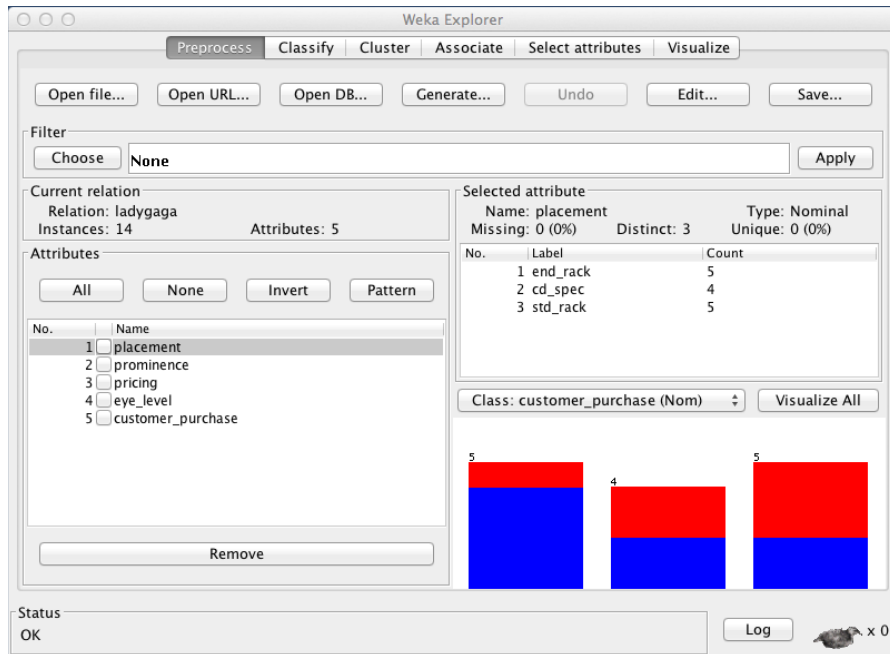 Weka Explorer
Preprocess Classify Cluster Associate Select attributes Visualize
Open file... Open URL... Open DB... Generate... Undo Edit... Save...
Filter
Choose None Apply
Current relation
Relation: ladygaga
Instances: 14 Attributes: 5
Attributes
All None Invert Pattern
No. Name
1 placement
2 prominence
3 pricing
4 eye_level
5 customer_purchase
Remove
Selected attribute
Name: placement Type: Nominal
Missing: 0 (0%) Distinct: 3 Unique: 0 (0%)
No. Label Count
1 end_rack 5
2 cd_spec 4
3 std_rack 5
Class: customer_purchase (Nom) Visualize All
5 4 5
Status
OK
Log x 0